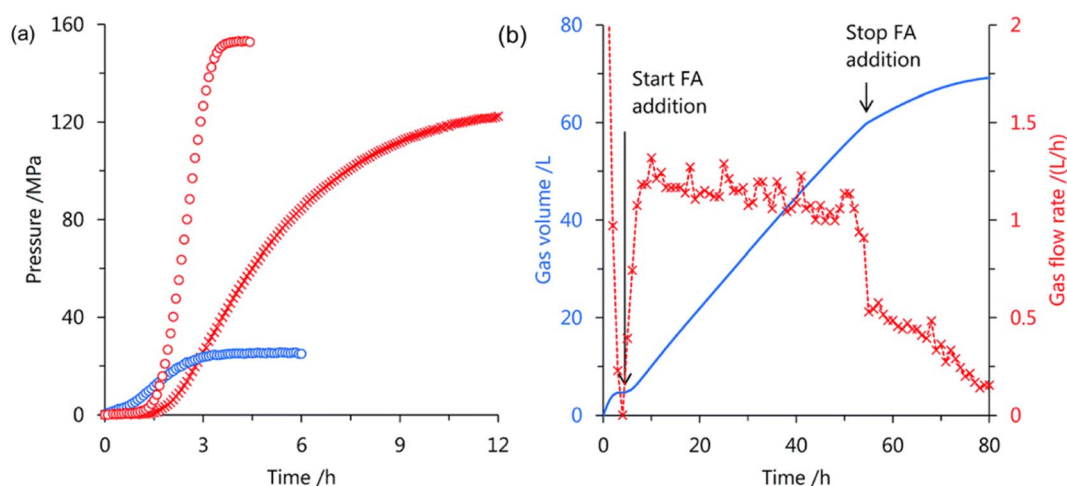 (a)
160
120
80
40
0
Pressure /MPa
0
3
6
9
12
Time /h
(b)
80
60
40
20
0
Gas volume /L
Start FA
addition
Stop FA
addition
2
1.5
1
0.5
0
Gas flow rate /(L/h)
0
20
40
60
80
Time /h